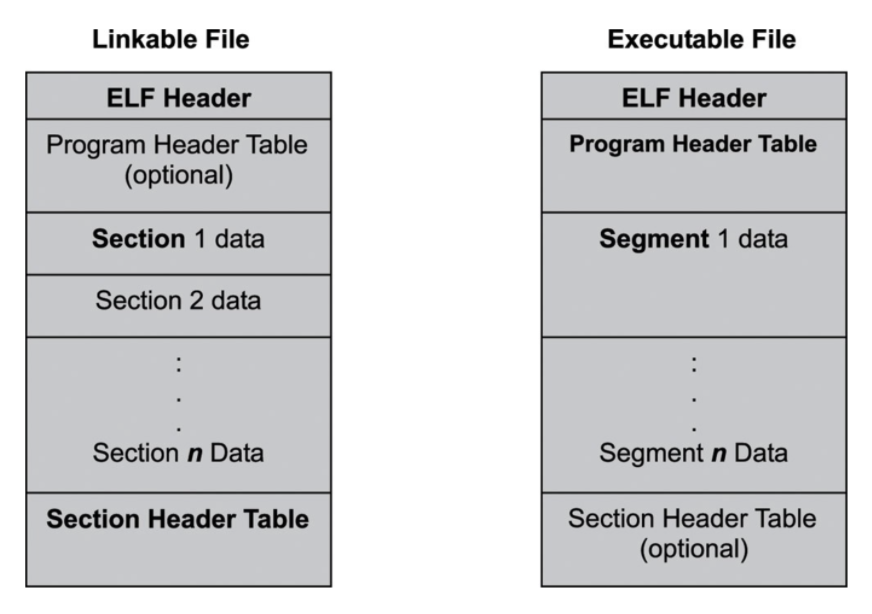 Linkable File
ELF Header
Program Header Table
(optional)
Section 1 data
Section 2 data
:
.
.
Section n Data
Section Header Table
Executable File
ELF Header
Program Header Table
Segment 1 data
:
.
.
Segment n Data
Section Header Table
(optional)